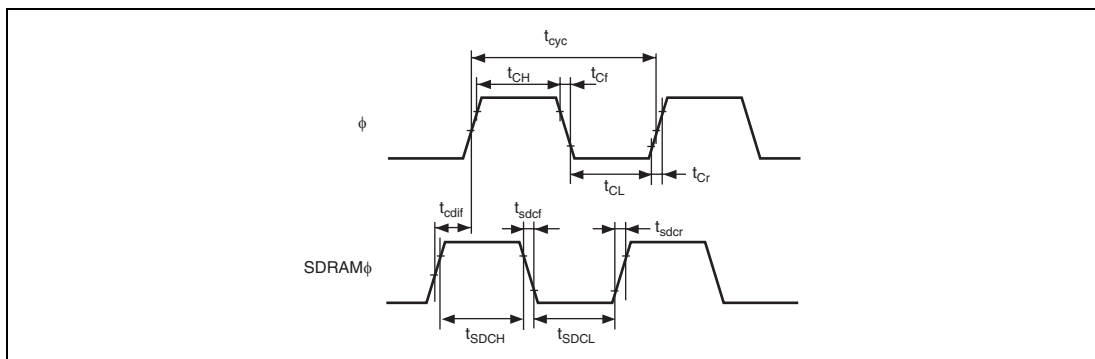 tcyc
tCH
tCf
ϕ
tCL
tCr
tcdif
tsdcf
tsdcr
SDRAMϕ
tSDCH
tSDCL